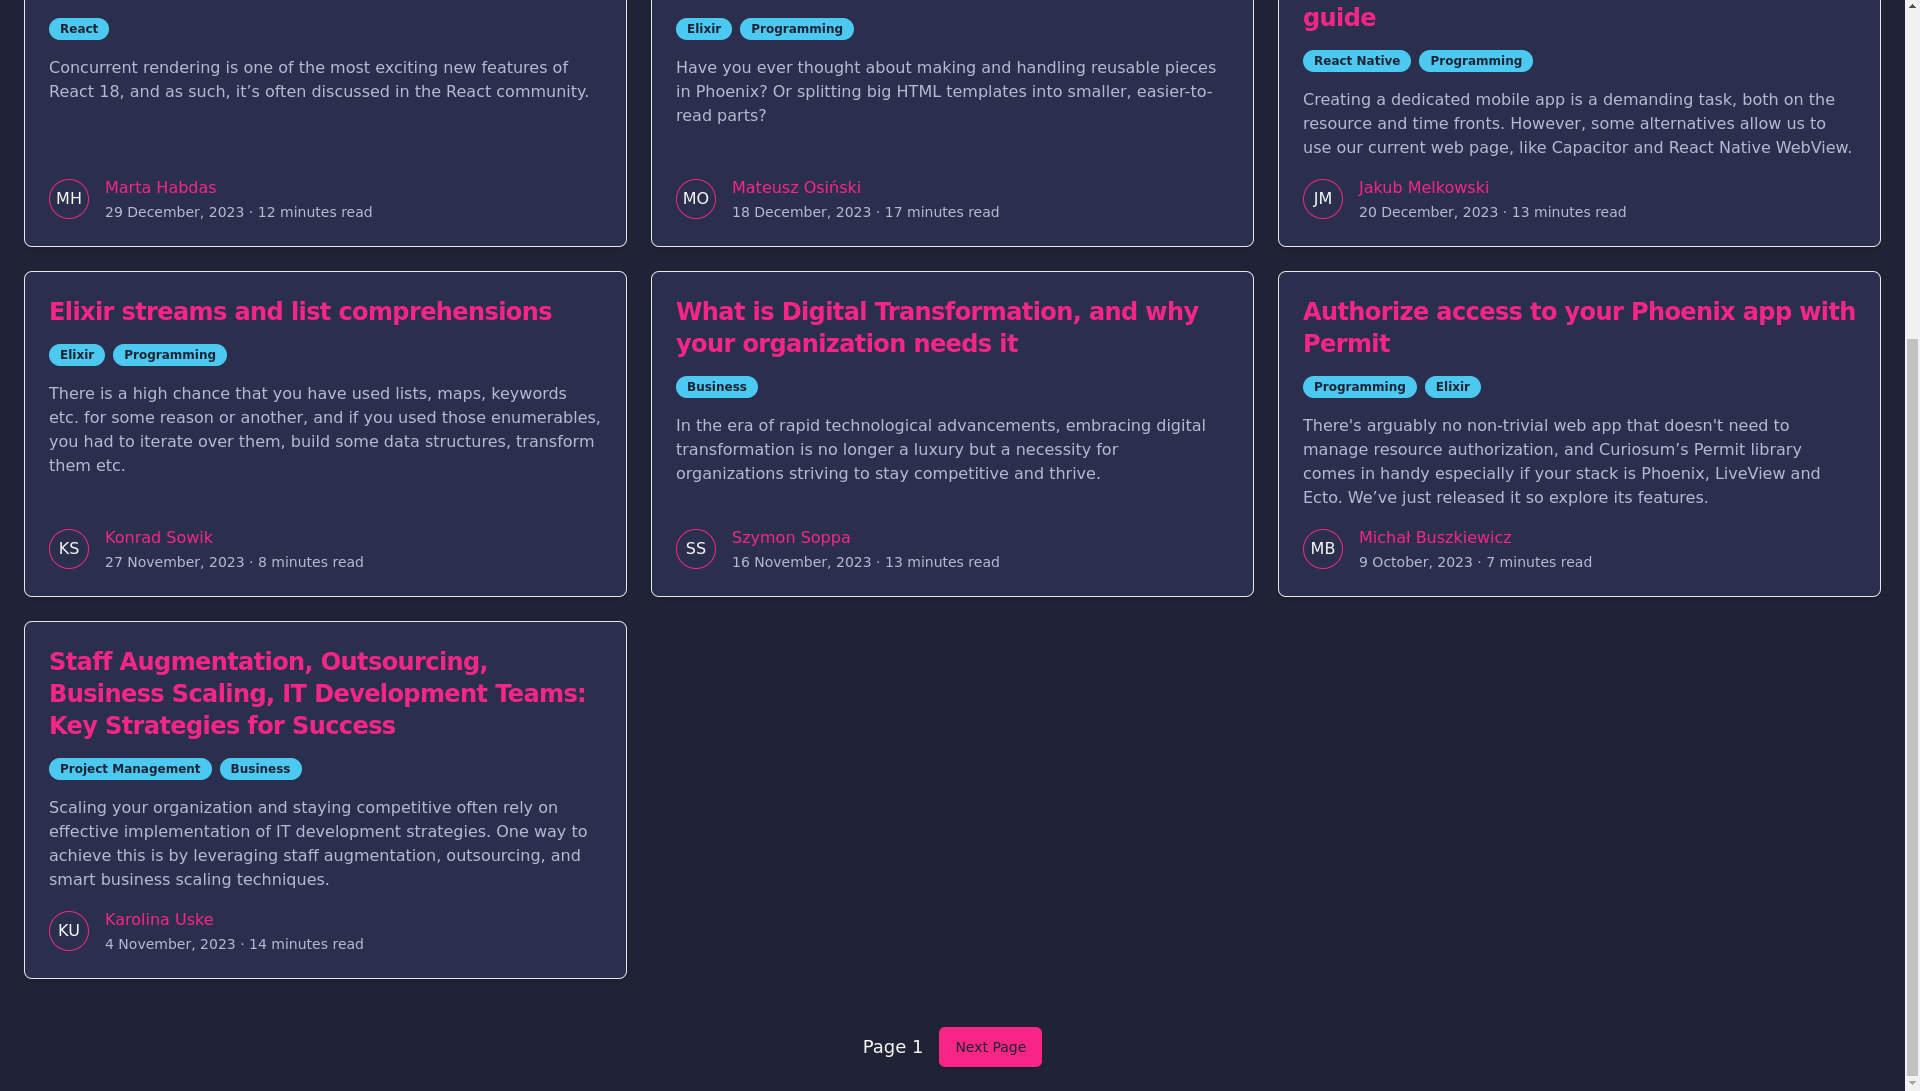 React
Concurrent rendering is one of the most exciting new features of
React 18, and as such, it’s often discussed in the React community.
MH
Marta Habdas
29 December, 2023 · 12 minutes read
Elixir Programming
Have you ever thought about making and handling reusable pieces
in Phoenix? Or splitting big HTML templates into smaller, easier-to-
read parts?
MO
Mateusz Osiński
18 December, 2023 · 17 minutes read
guide
React Native Programming
Creating a dedicated mobile app is a demanding task, both on the
resource and time fronts. However, some alternatives allow us to
use our current web page, like Capacitor and React Native WebView.
JM
Jakub Melkowski
20 December, 2023 · 13 minutes read
Elixir streams and list comprehensions
Elixir Programming
There is a high chance that you have used lists, maps, keywords
etc. for some reason or another, and if you used those enumerables,
you had to iterate over them, build some data structures, transform
them etc.
KS
Konrad Sowik
27 November, 2023 · 8 minutes read
What is Digital Transformation, and why
your organization needs it
Business
In the era of rapid technological advancements, embracing digital
transformation is no longer a luxury but a necessity for
organizations striving to stay competitive and thrive.
SS
Szymon Soppa
16 November, 2023 · 13 minutes read
Authorize access to your Phoenix app with
Permit
Programming Elixir
There's arguably no non-trivial web app that doesn't need to
manage resource authorization, and Curiosum’s Permit library
comes in handy especially if your stack is Phoenix, LiveView and
Ecto. We’ve just released it so explore its features.
MB
Michał Buszkiewicz
9 October, 2023 · 7 minutes read
Staff Augmentation, Outsourcing,
Business Scaling, IT Development Teams:
Key Strategies for Success
Project Management Business
Scaling your organization and staying competitive often rely on
effective implementation of IT development strategies. One way to
achieve this is by leveraging staff augmentation, outsourcing, and
smart business scaling techniques.
KU
Karolina Uske
4 November, 2023 · 14 minutes read
Page 1 Next Page